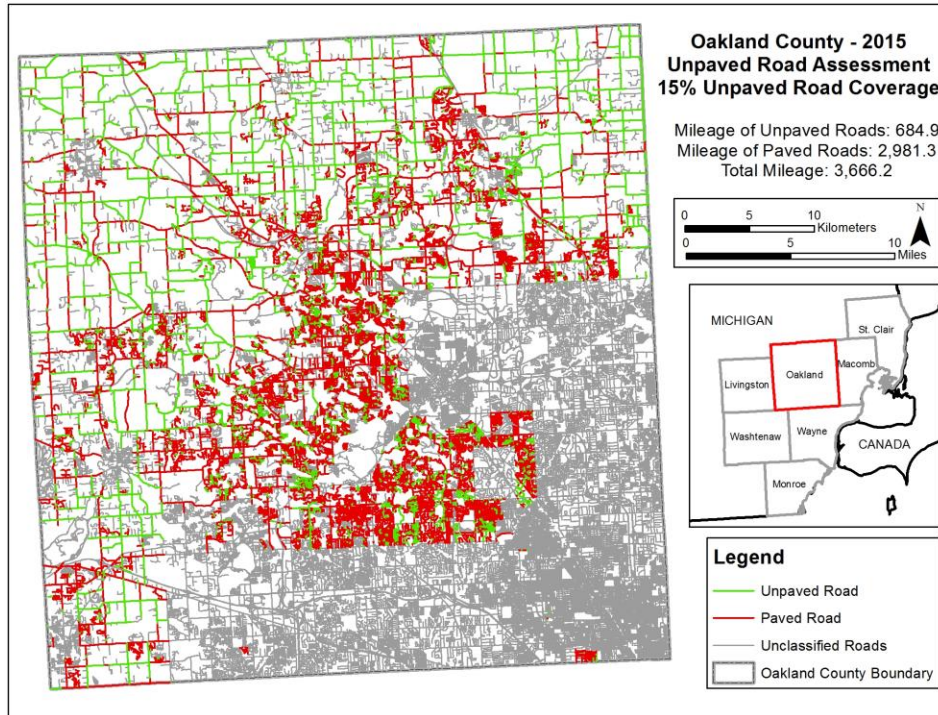 Oakland County - 2015
Unpaved Road Assessment
15% Unpaved Road Coverage
Mileage of Unpaved Roads: 684.9
Mileage of Paved Roads: 2,981.3
Total Mileage: 3,666.2
N
0 5 10
Kilometers
0 5 10
Miles
MICHIGAN
St. Clair
Macomb
Oakland
Livingston
Washtenaw
Wayne
CANADA
Monroe
Legend
Unpaved Road
Paved Road
Unclassified Roads
Oakland County Boundary